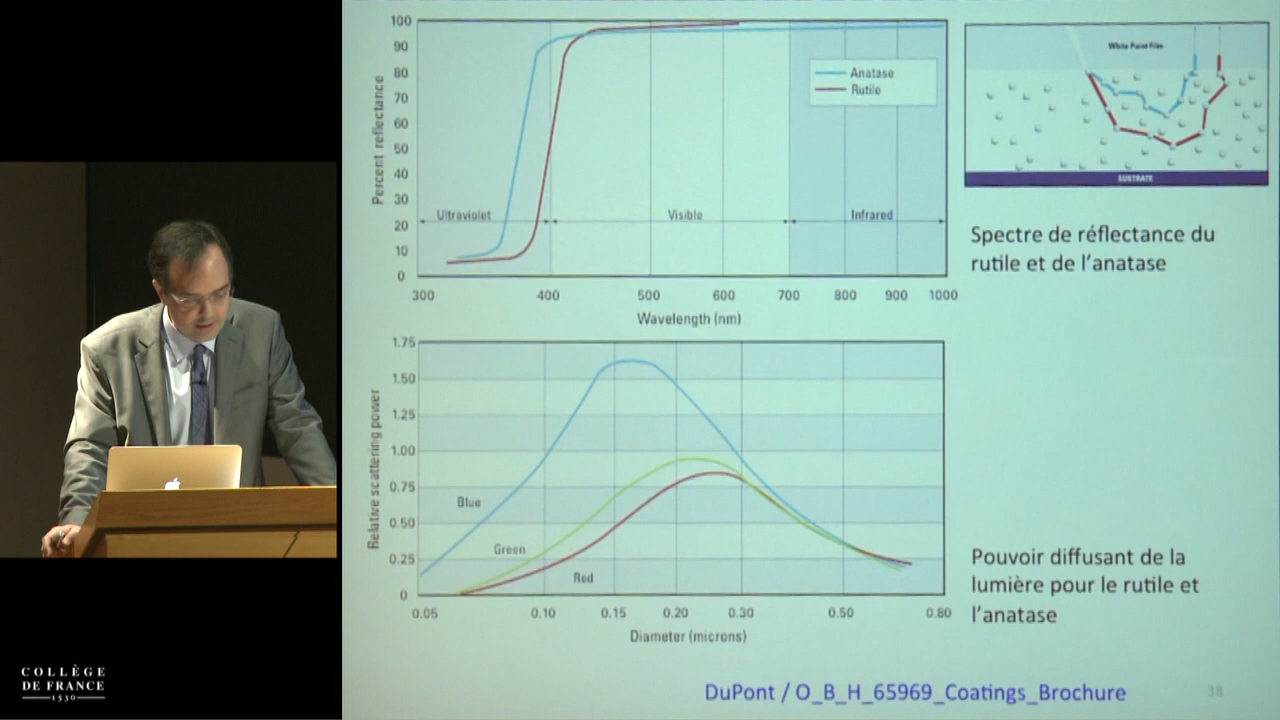 100
90
80
70
60
50
40
30
20
10
0
Percent reflectance
Anatase
Rutile
Ultraviolet
Visible
Infrared
300 400 500 600 700 800 900 1000
Wavelength (nm)
White Paint Film
SUBSTRATE
Spectre de réflectance du
rutile et de l'anatase
1.75
1.50
1.25
1.00
0.75
0.50
0.25
0
Relative scattering power
Blue
Green
Red
0.05 0.10 0.15 0.20 0.30 0.50 0.80
Diameter (microns)
Pouvoir diffusant de la
lumière pour le rutile et
l'anatase
DuPont / O_B_H_65969_Coatings_Brochure
38
COLLÈGE
DE FRANCE
1530